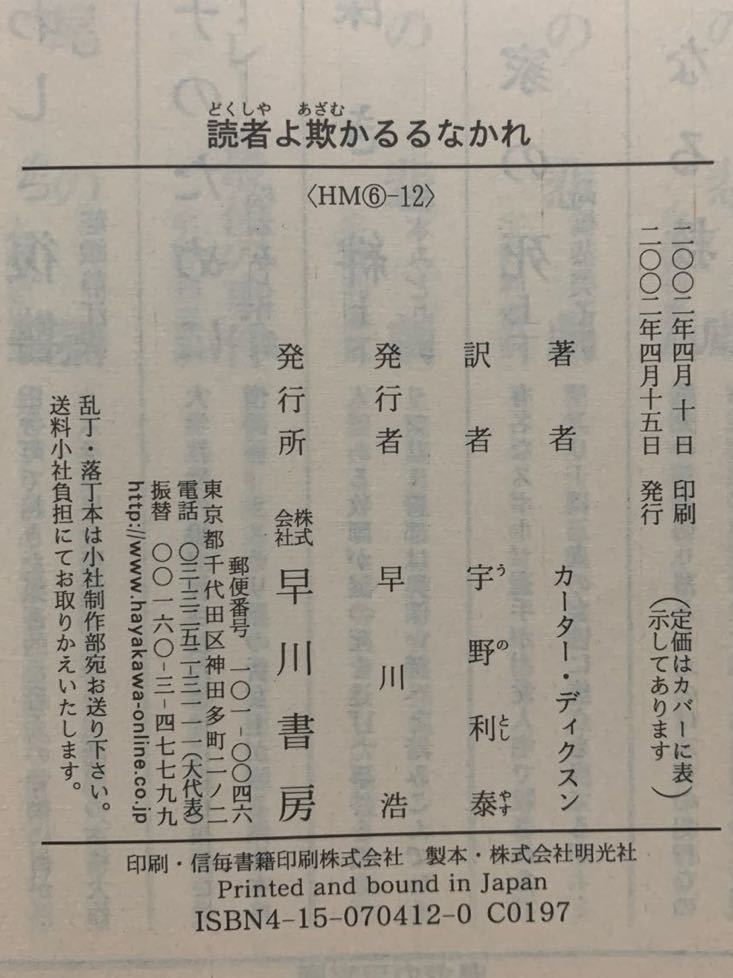 どくしゃ あざむ
読者よ欺かるるなかれ
〈HM⑥-12〉
二〇〇二年四月 十 日 印刷
二〇〇二年四月十五日 発行
(定価はカバーに表
示してあります)
著者 カーター・ディクスン
訳者 宇野利泰
う の とし やす
発行者 早川 浩
発行所 株式会社 早川書房
郵便番号 一〇一-〇〇四六
東京都千代田区神田多町二ノ二
電話 〇三-三二五二-三一一一(大代表)
振替 〇〇一六〇-三-四七七九九
http://www.hayakawa-online.co.jp
乱丁・落丁本は小社制作部宛お送り下さい。
送料小社負担にてお取りかえいたします。
印刷・信毎書籍印刷株式会社 製本・株式会社明光社
Printed and bound in Japan
ISBN4-15-070412-0 C0197